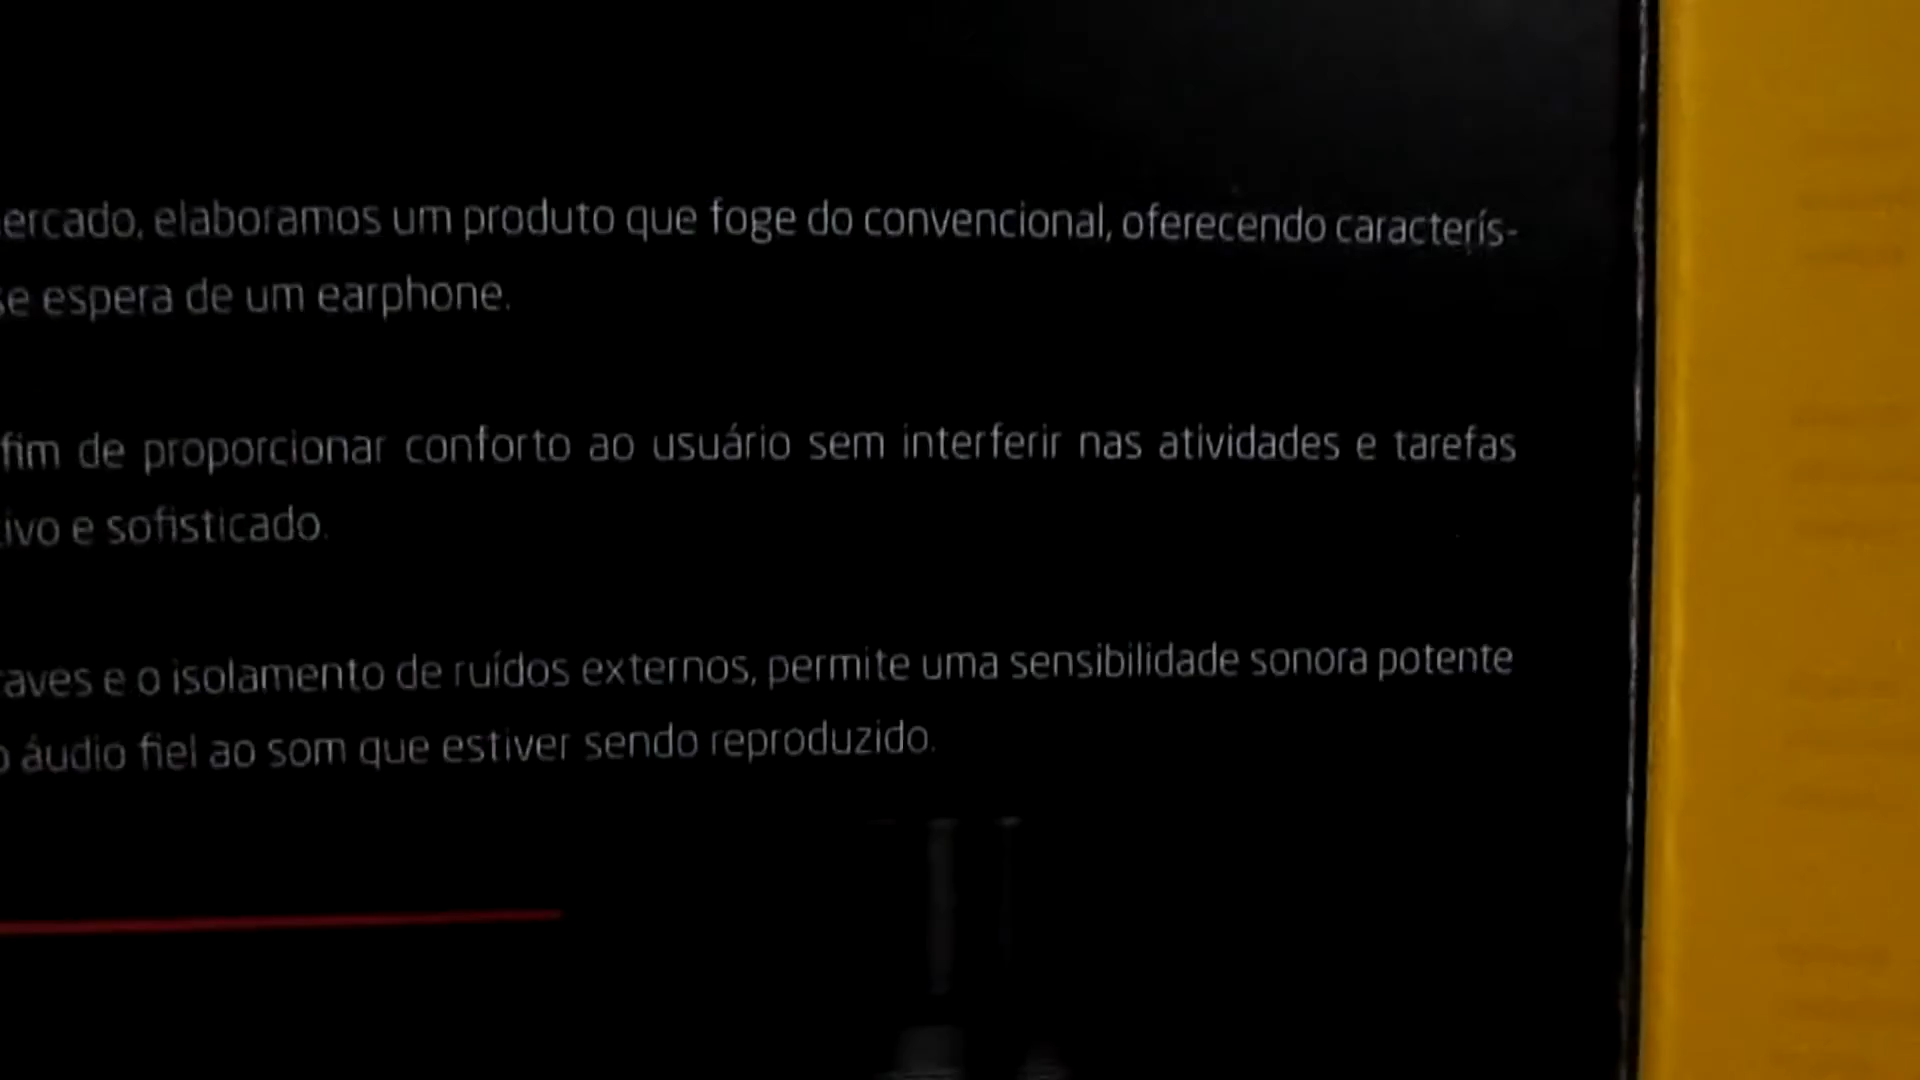 ercado, elaboramos um produto que foge do convencional, oferecendo caracterís-
se espera de um earphone.
fim de proporcionar conforto ao usuário sem interferir nas atividades e tarefas
ivo e sofisticado.
raves e o isolamento de ruídos externos, permite uma sensibilidade sonora potente
o áudio fiel ao som que estiver sendo reproduzido.